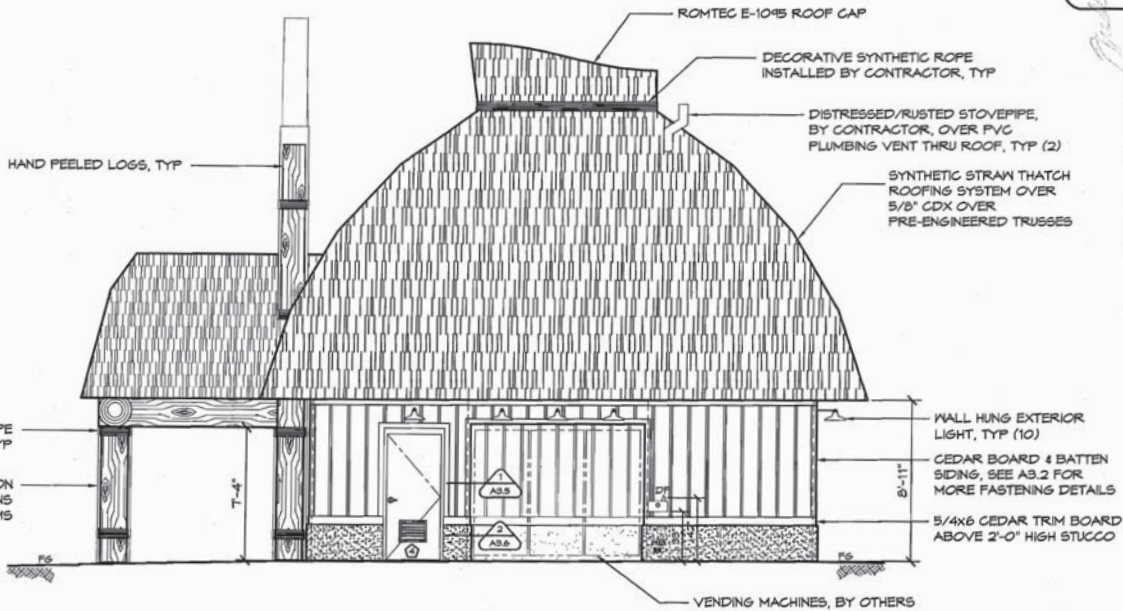 ROMTEC E-1095 ROOF CAP
DECORATIVE SYNTHETIC ROPE
INSTALLED BY CONTRACTOR, TYP
DISTRESSED/RUSTED STOVEPIPE,
BY CONTRACTOR, OVER PVC
PLUMBING VENT THRU ROOF, TYP (2)
HAND PEELED LOGS, TYP
SYNTHETIC STRAW THATCH
ROOFING SYSTEM OVER
5/8" CDX OVER
PRE-ENGINEERED TRUSSES
PE
YP
ON
NS
MS
7'-4"
1
A3.5
2
A3.6
4
DF
8'-11"
WALL HUNG EXTERIOR
LIGHT, TYP (10)
CEDAR BOARD & BATTEN
SIDING, SEE A3.2 FOR
MORE FASTENING DETAILS
5/4x6 CEDAR TRIM BOARD
ABOVE 2'-0" HIGH STUCCO
FG
FG
VENDING MACHINES, BY OTHERS